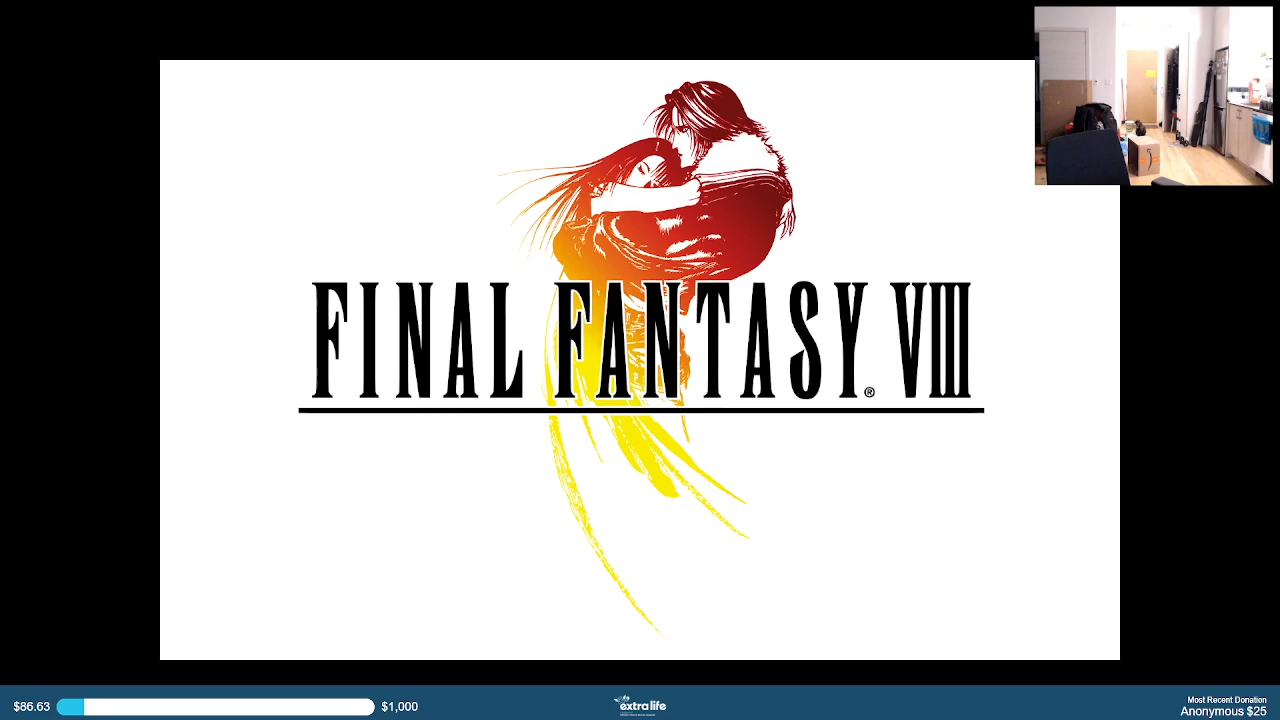 FINAL FANTASY® VIII
$86.63
$1,000
extra life
Most Recent Donation
Anonymous $25